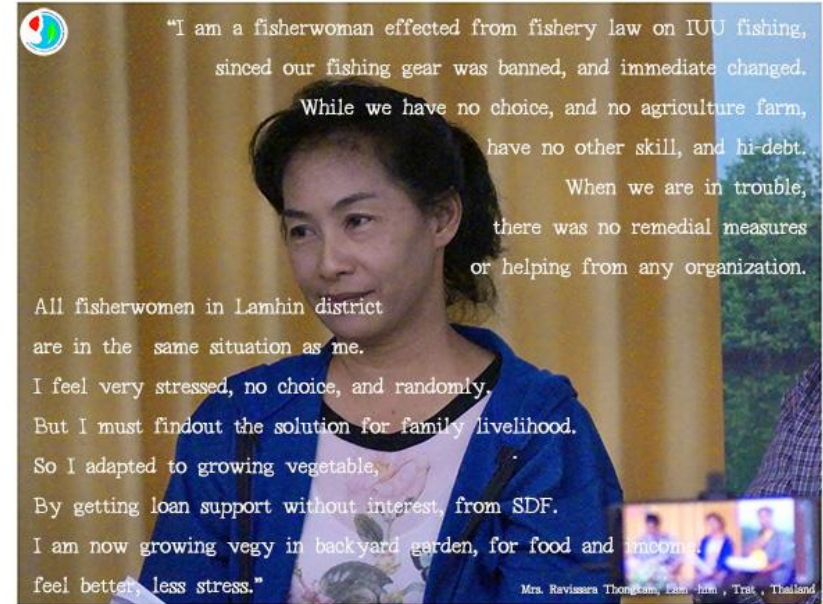 “I am a fisherwoman effected from fishery law on IUU fishing,
sinced our fishing gear was banned, and immediate changed.
While we have no choice, and no agriculture farm,
have no other skill, and hi-debt.
When we are in trouble,
there was no remedial measures
or helping from any organization.
All fisherwomen in Lamhin district
are in the same situation as me.
I feel very stressed, no choice, and randomly,
But I must findout the solution for family livelihood.
So I adapted to growing vegetable,
By getting loan support without interest, from SDF.
I am now growing vegy in backyard garden, for food and imcome,
feel better, less stress.”
Mrs. Ravissara Thongkam, Lam -him , Trat , Thailand